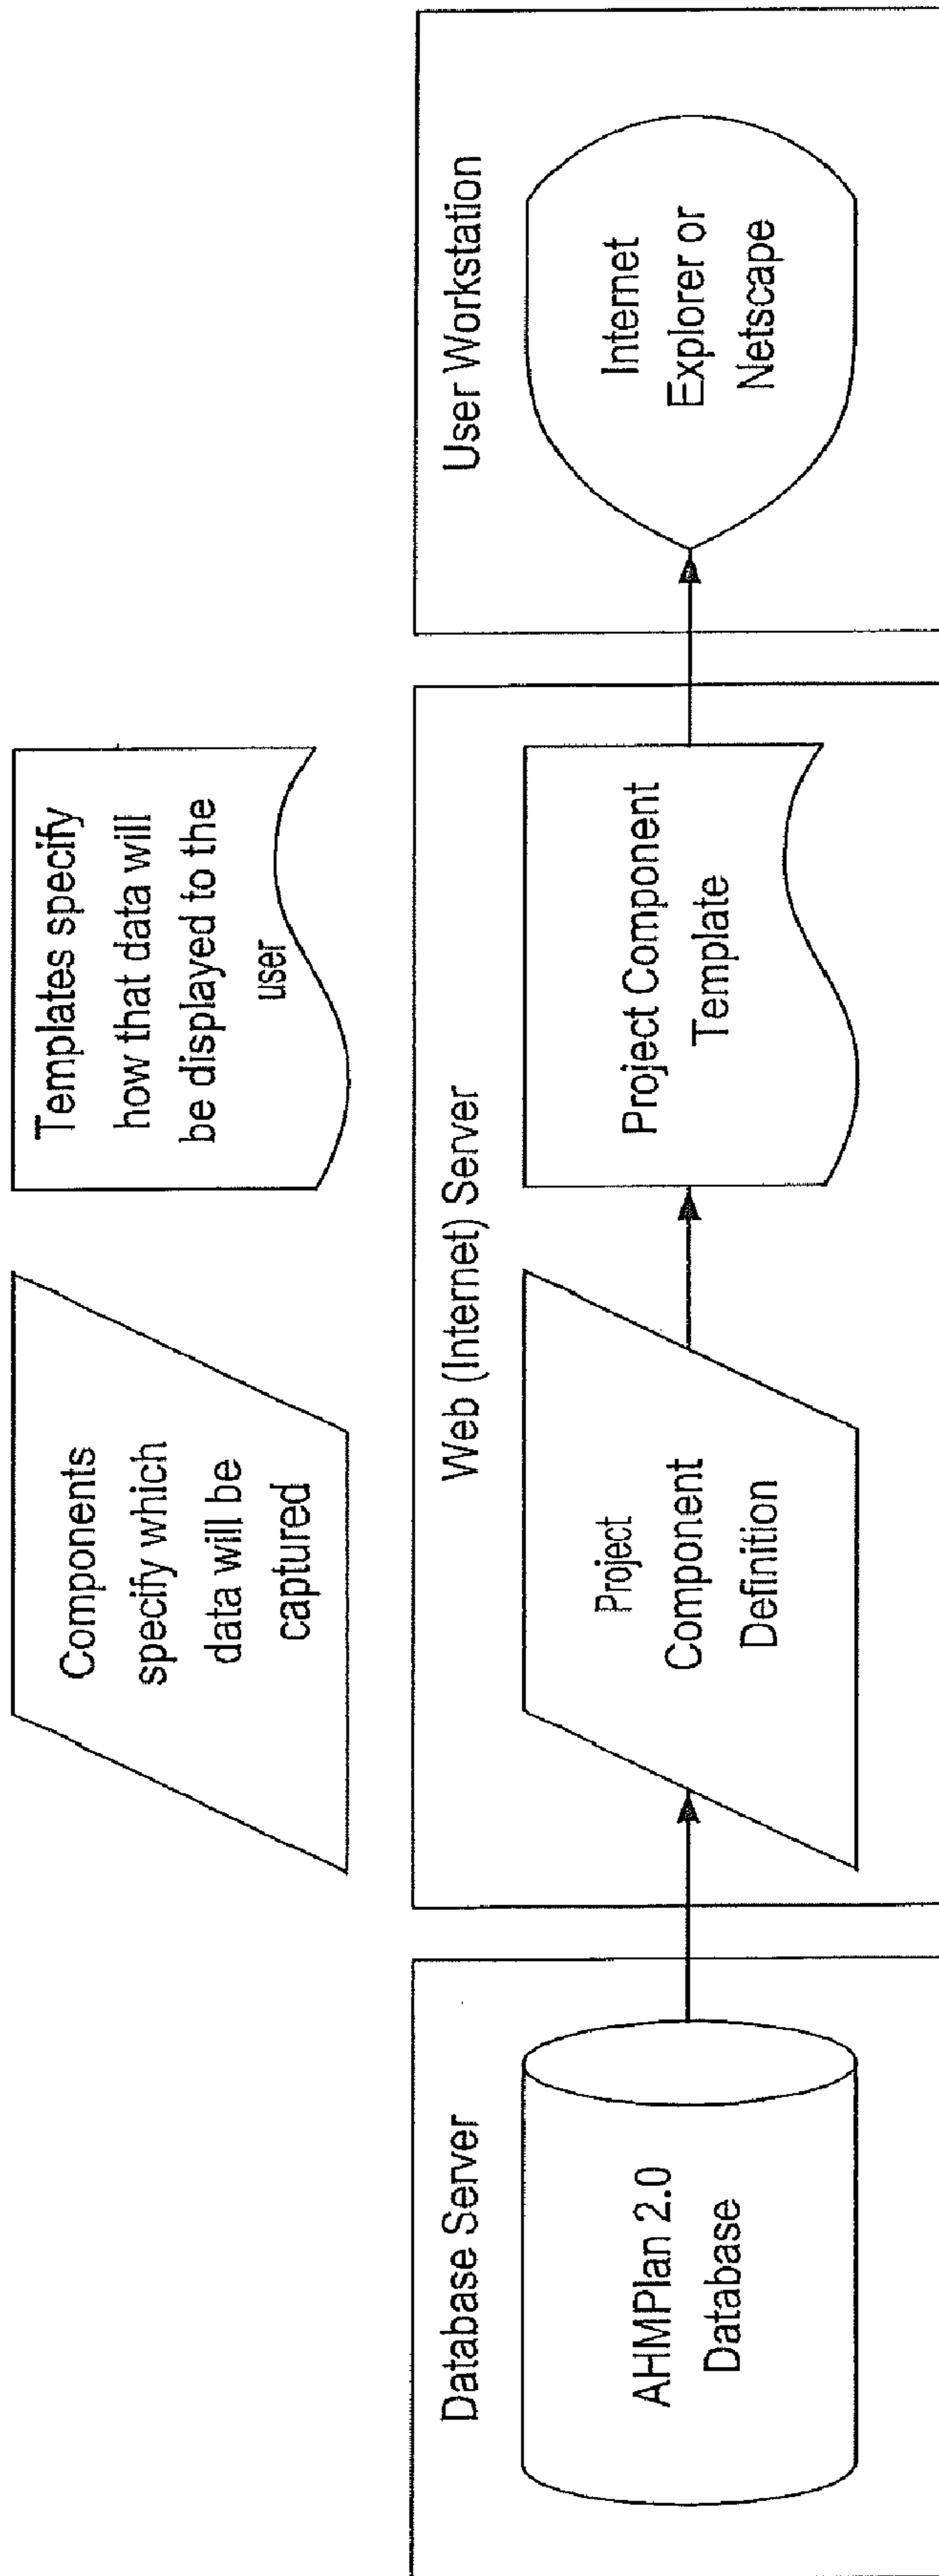 Components
specify which
data will be
captured
Templates specify
how that data will
be displayed to the
user
Database Server
AHMPlan 2.0
Database
Web (Internet) Server
Project
Component
Definition
Project Component
Template
User Workstation
Internet
Explorer or
Netscape